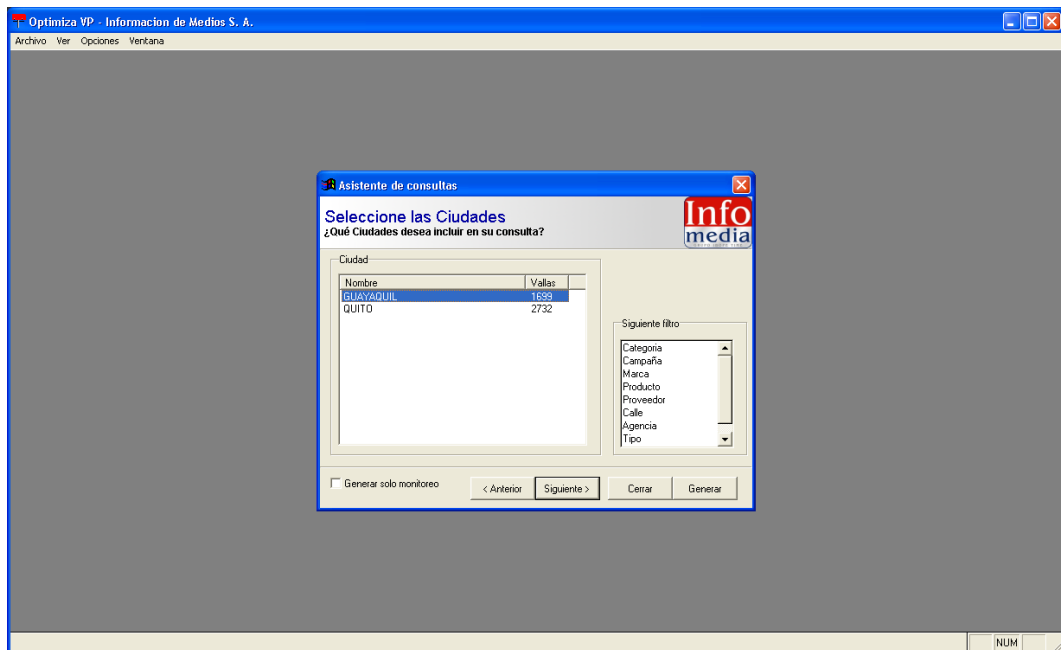 Optimiza VP - Informacion de Medios S. A.
Archivo Ver Opciones Ventana
Asistente de consultas
Seleccione las Ciudades
¿Qué Ciudades desea incluir en su consulta?
Info
media
Ciudad
Nombre Vallas
GUAYAQUIL 1699
QUITO 2732
Siguiente filtro
Categoria
Campaña
Marca
Producto
Proveedor
Calle
Agencia
Tipo
Generar solo monitoreo
< Anterior
Siguiente >
Cerrar
Generar
NUM